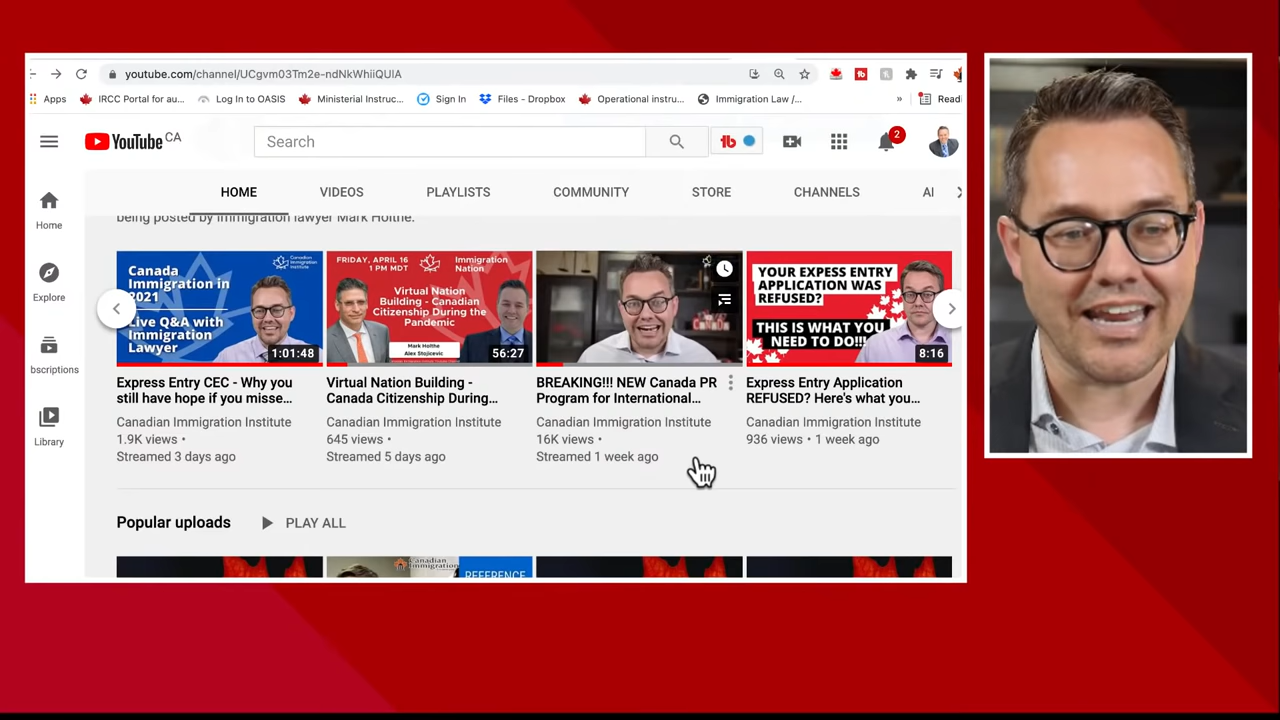 youtube.com/channel/UCgvm03Tm2e-ndNkWhiiQUIA
Apps IRCC Portal for au... Log In to OASIS Ministerial Instruc... Sign In Files - Dropbox Operational instru... Immigration Law /... » Readi
YouTube CA Search 2
HOME VIDEOS PLAYLISTS COMMUNITY STORE CHANNELS AI
Home
Explore
bscriptions
Library
being posted by Immigration lawyer Mark Holthe.
Canadian Immigration Institute
Canada
Immigration in
2021
Live Q&A with
Immigration
Lawyer
1:01:48
FRIDAY, APRIL 16
1 PM MDT
Immigration
Nation
Virtual Nation
Building - Canadian
Citizenship During the
Pandemic
Mark Holthe
Alex Stojicevic
56:27
YOUR EXPESS ENTRY
APPLICATION WAS
REFUSED?
THIS IS WHAT YOU
NEED TO DO!!!
8:16
Express Entry CEC - Why you
still have hope if you misse...
Canadian Immigration Institute
1.9K views •
Streamed 3 days ago
Virtual Nation Building -
Canada Citizenship During...
Canadian Immigration Institute
645 views •
Streamed 5 days ago
BREAKING!!! NEW Canada PR
Program for International...
Canadian Immigration Institute
16K views •
Streamed 1 week ago
Express Entry Application
REFUSED? Here's what you...
Canadian Immigration Institute
936 views • 1 week ago
Popular uploads PLAY ALL
Canadian
Immigration
REFERENCE